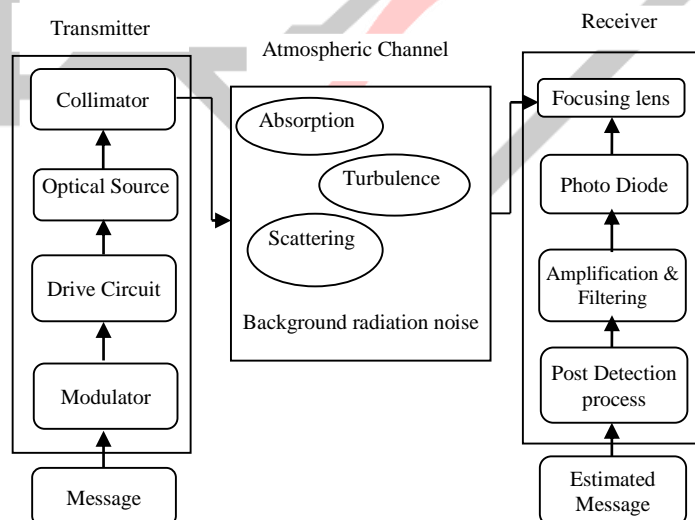 Transmitter
Collimator
Optical Source
Drive Circuit
Modulator
Message
Atmospheric Channel
Absorption
Turbulence
Scattering
Background radiation noise
Receiver
Focusing lens
Photo Diode
Amplification &
Filtering
Post Detection
process
Estimated
Message